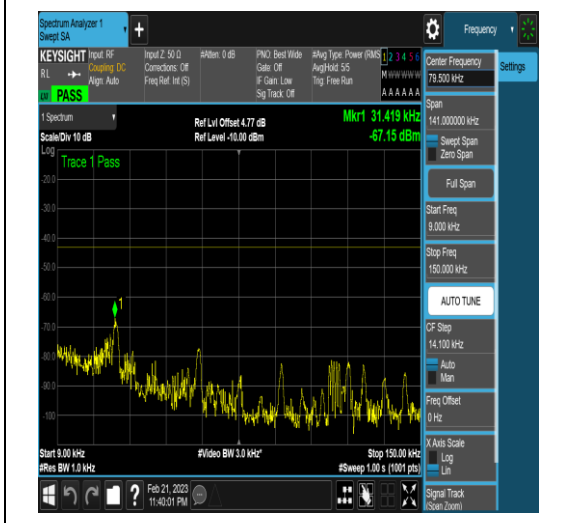 Spectrum Analyzer 1
Swept SA
+
Frequency
KEYSIGHT
RL
PASS
Input: RF
Coupling: DC
Align: Auto
Input Z: 50 Ω
Corrections: Off
Freq Ref: Int (S)
#Atten: 0 dB
PNO: Best Wide
Gate: Off
IF Gain: Low
Sig Track: Off
#Avg Type: Power (RMS
Avg|Hold: 5/5
Trig: Free Run
1 2 3 4 5 6
M W W W W W
A A A A A A
Settings
Center Frequency
79.500 kHz
Span
141.000000 kHz
Swept Span
Zero Span
Full Span
Start Freq
9.000 kHz
Stop Freq
150.000 kHz
AUTO TUNE
CF Step
14.100 kHz
Auto
Man
Freq Offset
0 Hz
X Axis Scale
Log
Lin
Signal Track
(Span Zoom)
1 Spectrum
Scale/Div 10 dB
Ref Lvl Offset 4.77 dB
Ref Level -10.00 dBm
Mkr1 31.419 kHz
-67.15 dBm
Log
Trace 1 Pass
-20.0
-30.0
-40.0
-50.0
-60.0
-70.0
-80.0
-90.0
-100
1
Start 9.00 kHz
#Res BW 1.0 kHz
#Video BW 3.0 kHz*
Stop 150.00 kHz
#Sweep 1.00 s (1001 pts)
?
Feb 21, 2023
11:40:01 PM